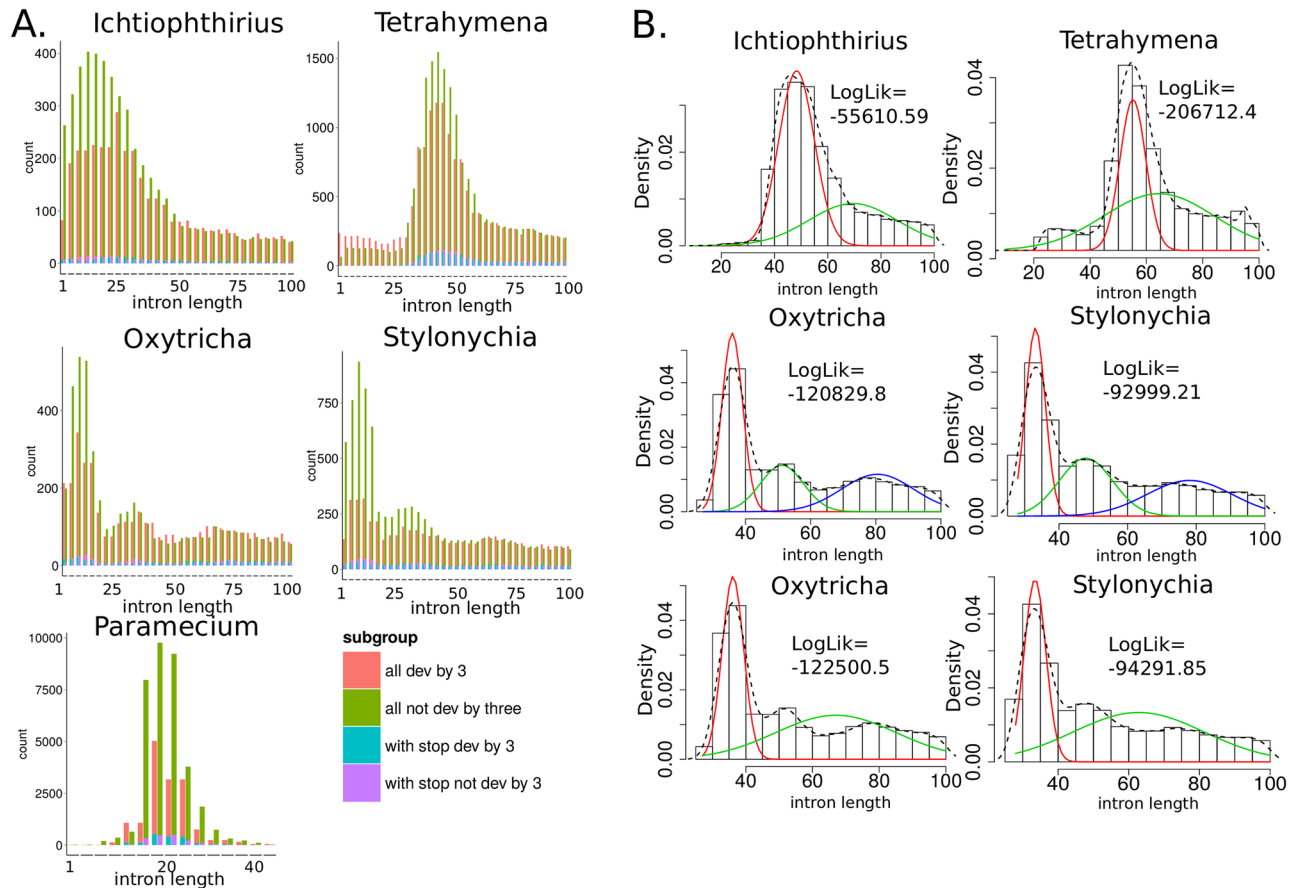 A.
Ichtiophthirius
400
300
200
100
0
count
1 25 50 75 100
intron length
Tetrahymena
1500
1000
500
0
count
1 25 50 75 100
intron length
Oxytricha
400
200
0
count
1 25 50 75 100
intron length
Stylonychia
750
500
250
0
count
1 25 50 75 100
intron length
Paramecium
10000
7500
5000
2500
0
count
1 20 40
intron length
subgroup
all dev by 3
all not dev by three
with stop dev by 3
with stop not dev by 3
B.
Ichtiophthirius
LogLik=
-55610.59
Density
0.02
0.00
20 40 60 80 100
intron length
Tetrahymena
LogLik=
-206712.4
Density
0.04
0.02
0.00
20 40 60 80 100
intron length
Oxytricha
LogLik=
-120829.8
Density
0.04
0.02
0.00
40 60 80 100
intron length
Stylonychia
LogLik=
-92999.21
Density
0.04
0.02
0.00
40 60 80 100
intron length
Oxytricha
LogLik=
-122500.5
Density
0.04
0.02
0.00
40 60 80 100
intron length
Stylonychia
LogLik=
-94291.85
Density
0.04
0.02
0.00
40 60 80 100
intron length